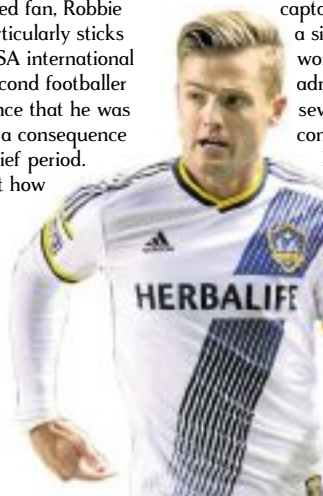 ed fan, Robbie
rticularly sticks
SA international
cond footballer
nce that he was
a consequence
ief period.
t how
capto
a si
wo
adr
sev
con
HERBALIFE